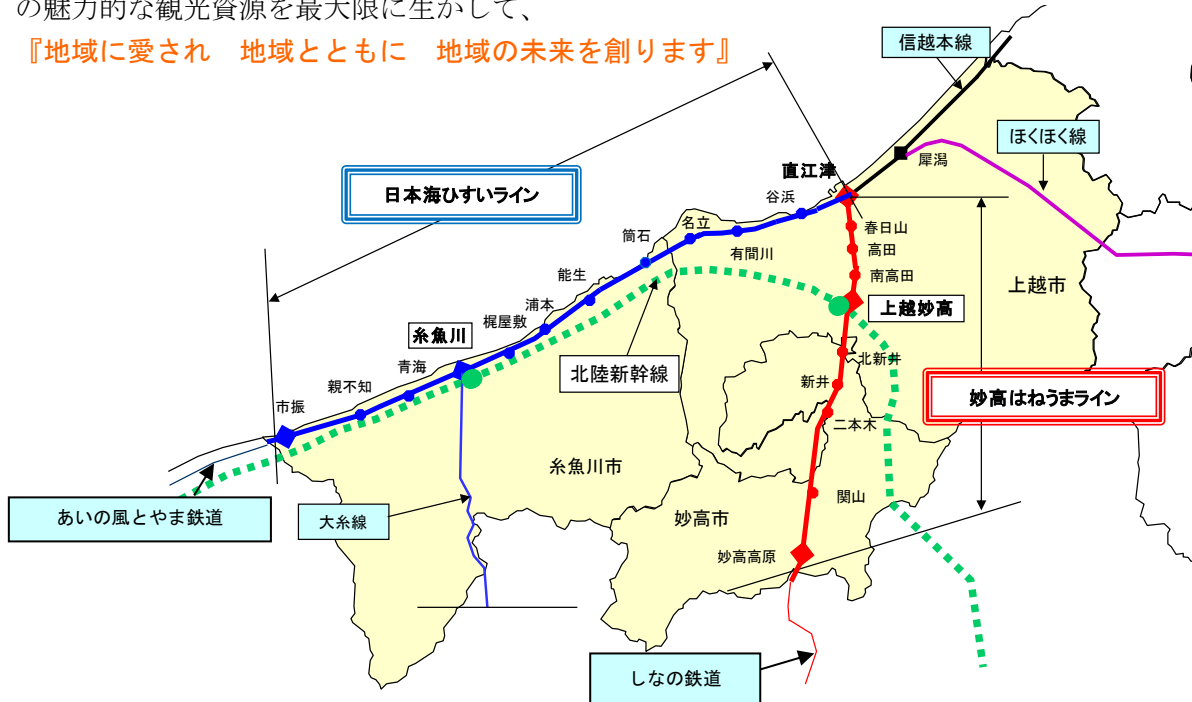 の魅力的な観光資源を最大限に生かして、
『地域に愛され　地域とともに　地域の未来を創ります』
信越本線
ほくほく線
犀潟
直江津
日本海ひすいライン
谷浜
春日山
名立
筒石
有間川
高田
南高田
能生
上越市
浦本
上越妙高
糸魚川
梶屋敷
北陸新幹線
北新井
青海
新井
妙高はねうまライン
親不知
市振
二本木
糸魚川市
関山
あいの風とやま鉄道
大糸線
妙高市
妙高高原
しなの鉄道